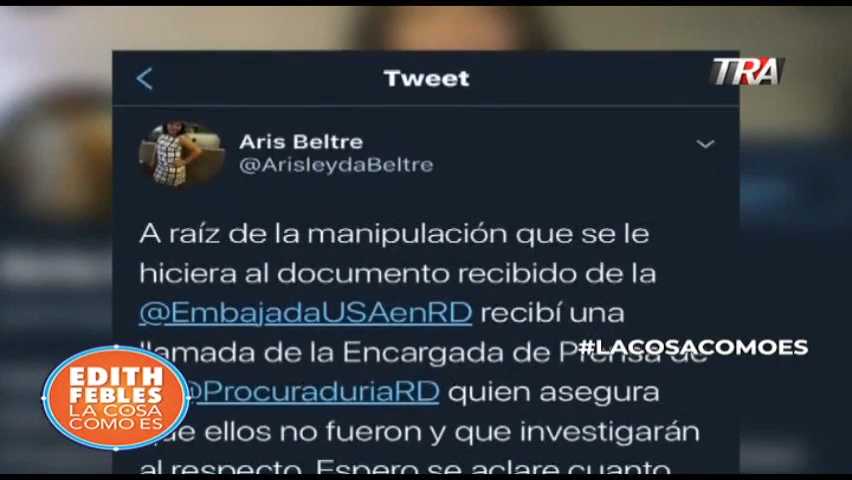 Tweet
TRA
Aris Beltre
@ArisleydaBeltre
A raíz de la manipulación que se le
hiciera al documento recibido de la
@EmbajadaUSAenRD recibí una
llamada de la Encargada de Prensa de
#LACOSACOMOES
@ProcuraduriaRD quien asegura
que ellos no fueron y que investigarán
al respecto. Espero se aclare cuanto
EDITH
FEBLES
LA COSA
COMO ES